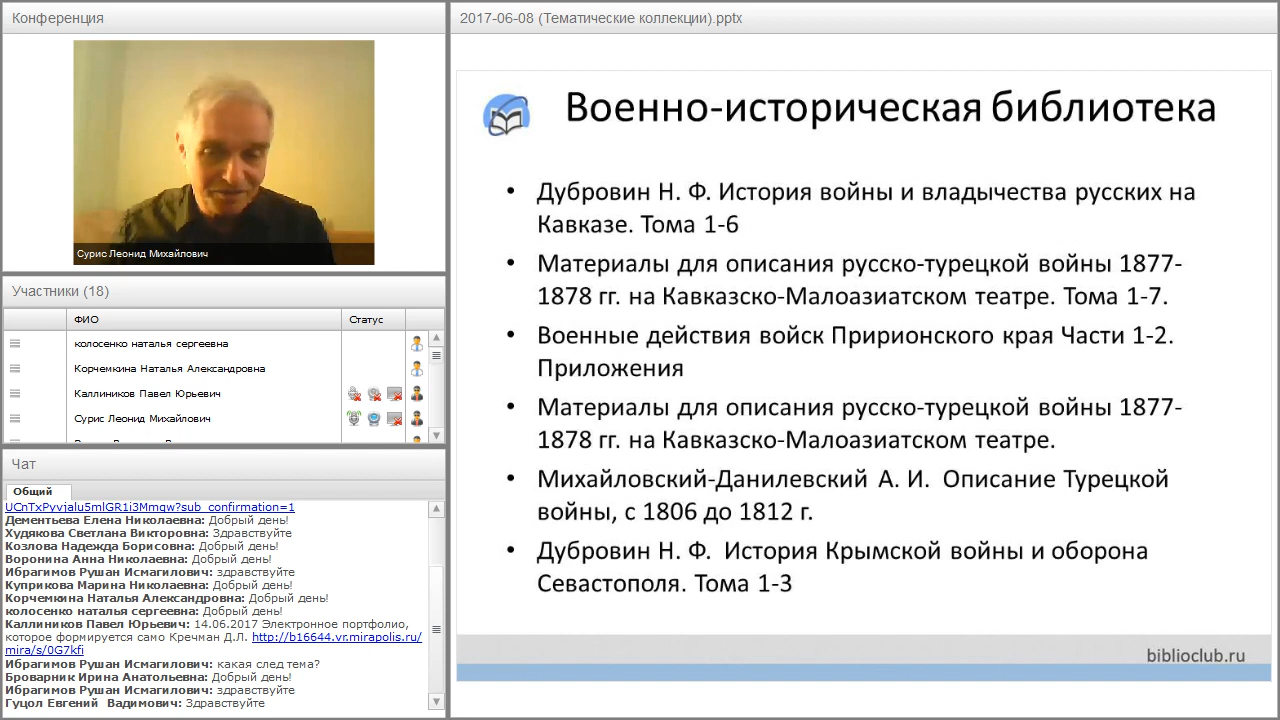 Конференция
Сурис Леонид Михайлович
Участники (18)
ФИО
Статус
колосенко наталья сергеевна
Корчемкина Наталья Александровна
Каллиников Павел Юрьевич
Сурис Леонид Михайлович
Чат
Общий
UCnTxPyvjalu5mlGR1i3Mmqw?sub_confirmation=1
Дементьева Елена Николаевна: Добрый день!
Худякова Светлана Викторовна: Здравствуйте
Козлова Надежда Борисовна: Добрый день!
Воронина Анна Николаевна: Добрый день!
Ибрагимов Рушан Исмагилович: здравствуйте
Куприкова Марина Николаевна: Добрый день!
Корчемкина Наталья Александровна: Добрый день!
колосенко наталья сергеевна: Добрый день!
Каллиников Павел Юрьевич: 14.06.2017 Электронное портфолио,
которое формируется само Кречман Д.Л. http://b16644.vr.mirapolis.ru/
mira/s/0G7kfi
Ибрагимов Рушан Исмагилович: какая след тема?
Броварник Ирина Анатольевна: Добрый день!
Ибрагимов Рушан Исмагилович: здравствуйте
Гуцол Евгений Вадимович: Здравствуйте
2017-06-08 (Тематические коллекции).pptx
Военно-историческая библиотека
• Дубровин Н. Ф. История войны и владычества русских на
Кавказе. Тома 1-6
• Материалы для описания русско-турецкой войны 1877-
1878 гг. на Кавказско-Малоазиатском театре. Тома 1-7.
• Военные действия войск Пририонского края Части 1-2.
Приложения
• Материалы для описания русско-турецкой войны 1877-
1878 гг. на Кавказско-Малоазиатском театре.
• Михайловский-Данилевский А. И. Описание Турецкой
войны, с 1806 до 1812 г.
• Дубровин Н. Ф. История Крымской войны и оборона
Севастополя. Тома 1-3
biblioclub.ru